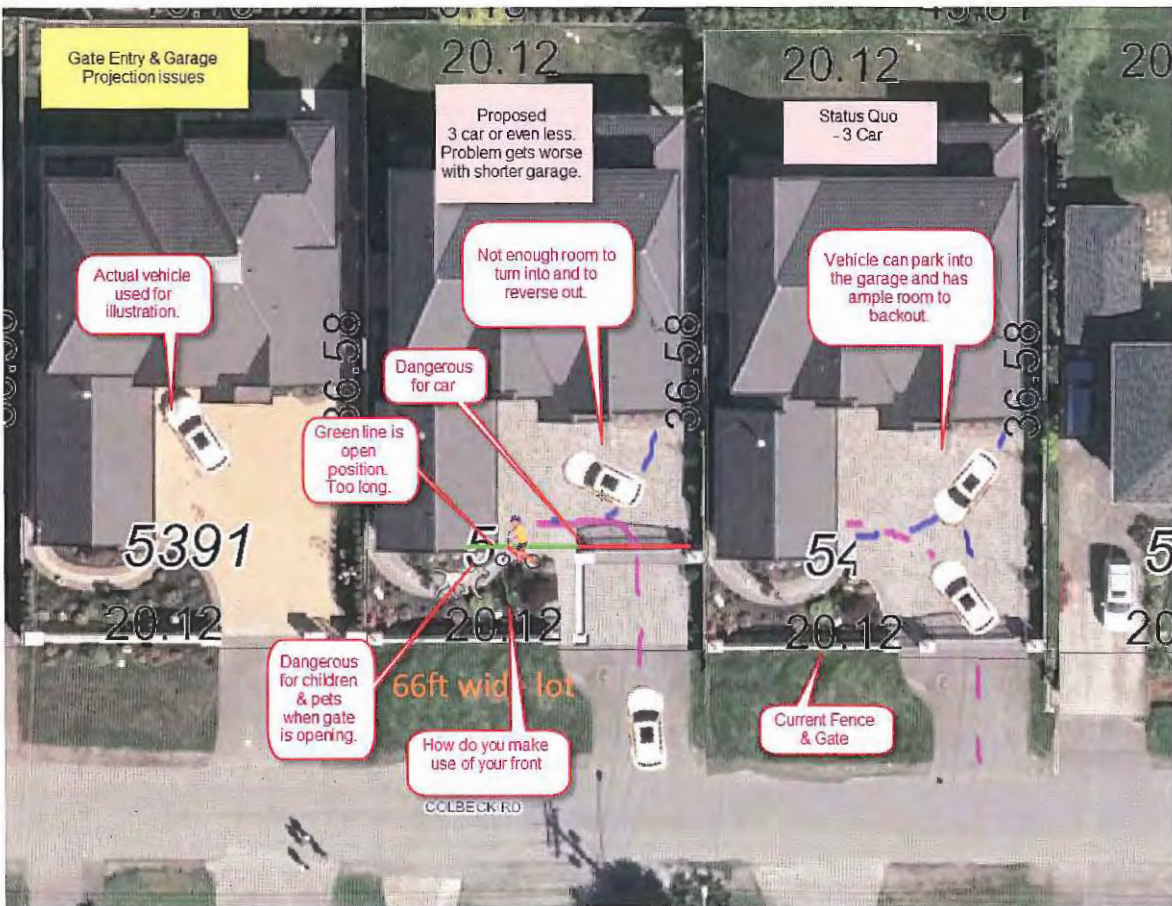 20.12
20.12
20
Gate Entry & Garage
Projection issues
Proposed
3 car or even less.
Problem gets worse
with shorter garage.
Status Quo
- 3 Car
Actual vehicle
used for
illustration.
Not enough room to
turn into and to
reverse out.
Vehicle can park into
the garage and has
ample room to
backout.
36.58
36.58
36.58
Dangerous
for car
Green line is
open
position.
Too long.
5391
5
54
5
20.12
20.12
20.12
20
Dangerous
for children
& pets
when gate
is opening.
66ft wid - lot
How do you make
use of your front
Current Fence
& Gate
COLBECK RD